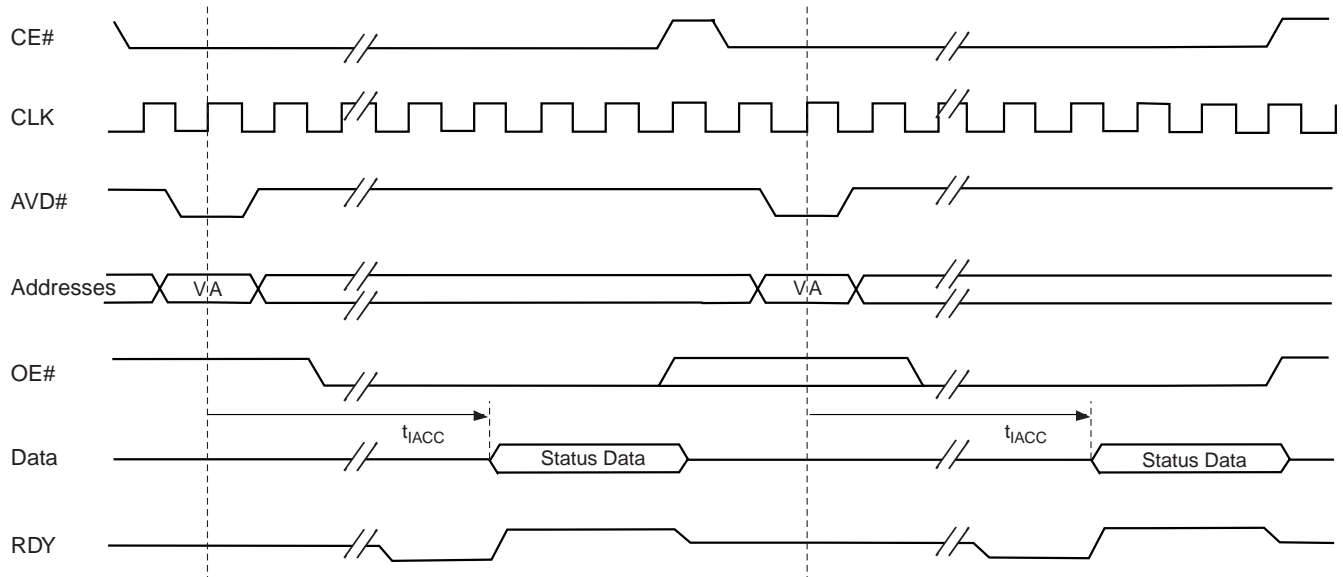 CE#
CLK
AVD#
Addresses VA VA
OE#
tIACC tIACC
Data Status Data Status Data
RDY